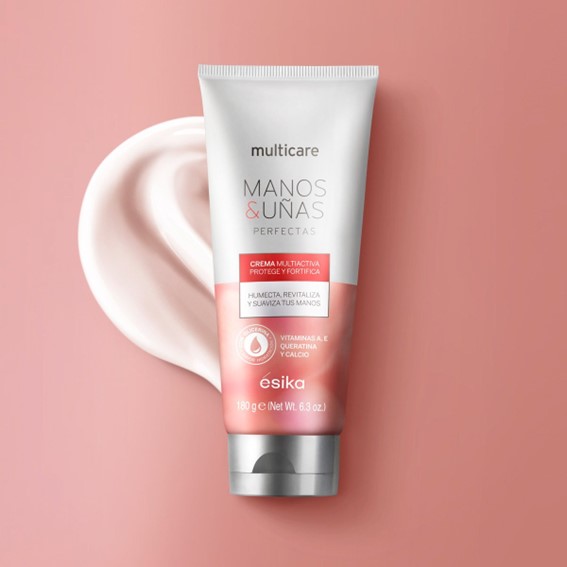 multicare
MANOS
&UÑAS
PERFECTAS
CREMA MULTIACTIVA
PROTEGE Y FORTIFICA
HUMECTA, REVITALIZA
Y SUAVIZA TUS MANOS
GLICERINA
VITAMINAS A, E
QUERATINA
Y CALCIO
ésika
180 g e (Net Wt. 6.3 oz.)